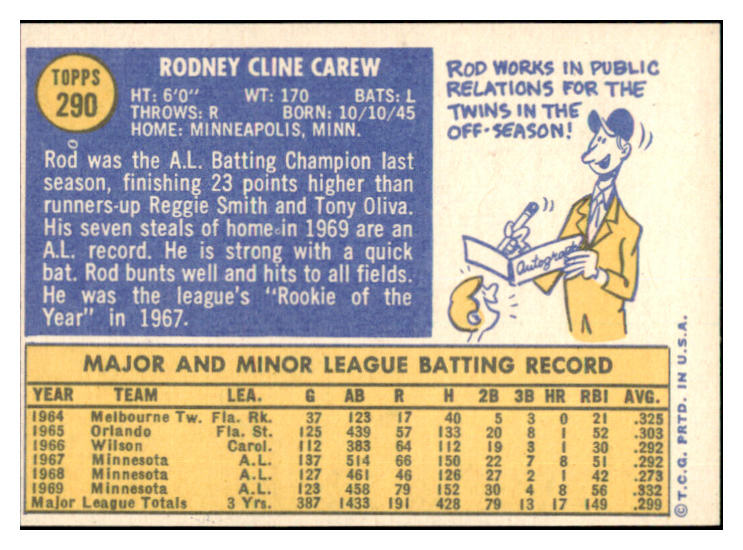 TOPPS
290
RODNEY CLINE CAREW
HT: 6'0" WT: 170 BATS: L
THROWS: R BORN: 10/10/45
HOME: MINNEAPOLIS, MINN.
Rod was the A.L. Batting Champion last
season, finishing 23 points higher than
runners-up Reggie Smith and Tony Oliva.
His seven steals of home in 1969 are an
A.L. record. He is strong with a quick
bat. Rod bunts well and hits to all fields.
He was the league's "Rookie of the
Year" in 1967.
ROD WORKS IN PUBLIC
RELATIONS FOR THE
TWINS IN THE
OFF-SEASON!
Autographs
MAJOR AND MINOR LEAGUE BATTING RECORD
YEAR TEAM LEA. G AB R H 2B 3B HR RBI AVG.
1964 Melbourne Tw. Fla. Rk. 37 123 17 40 5 3 0 21 .325
1965 Orlando Fla. St. 125 439 57 133 20 8 1 52 .303
1966 Wilson Carol. 112 383 64 112 19 3 1 30 .292
1967 Minnesota A.L. 137 514 66 150 22 7 8 51 .292
1968 Minnesota A.L. 127 461 46 126 27 2 1 42 .273
1969 Minnesota A.L. 123 458 79 152 30 4 8 56 .332
Major League Totals 3 Yrs. 387 1433 191 428 79 13 17 149 .299
© T.C.G. PRTD. IN U.S.A.